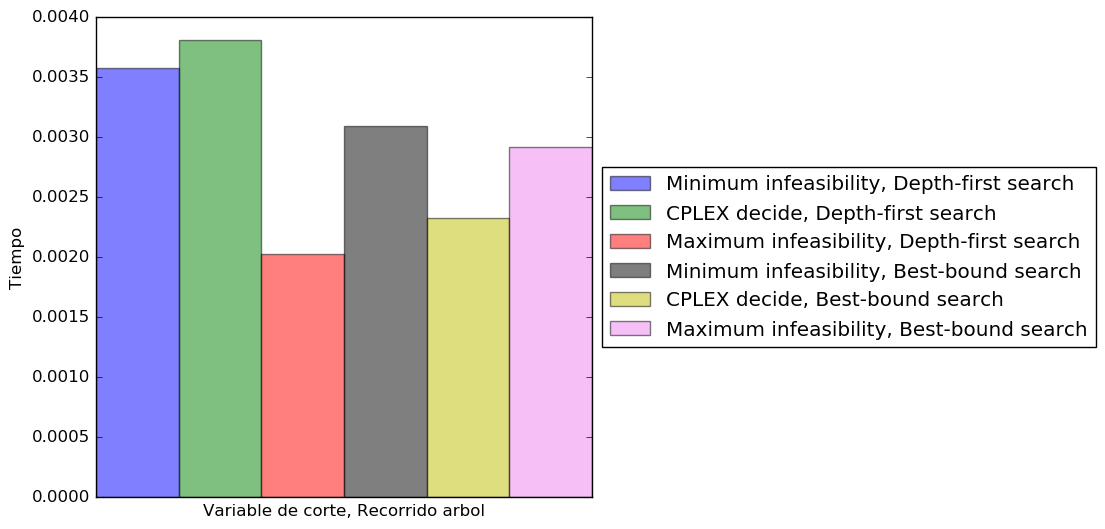 0.0040
0.0035
0.0030
0.0025
0.0020
0.0015
0.0010
0.0005
0.0000
Tiempo
Variable de corte, Recorrido arbol
Minimum infeasibility, Depth-first search
CPLEX decide, Depth-first search
Maximum infeasibility, Depth-first search
Minimum infeasibility, Best-bound search
CPLEX decide, Best-bound search
Maximum infeasibility, Best-bound search